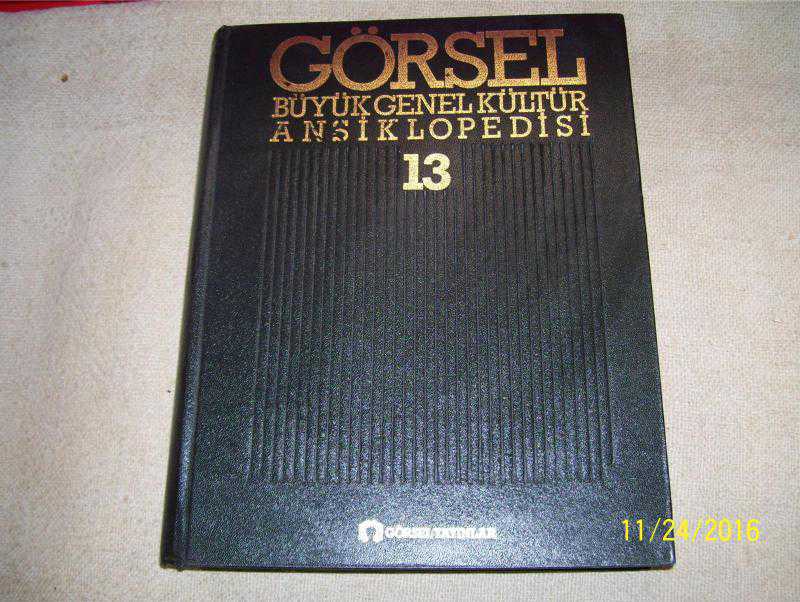 GÖRSEL
BÜYÜK GENEL KÜLTÜR
ANSİKLOPEDİSİ
13
GÖRSEL YAYINLAR
11/24/2016